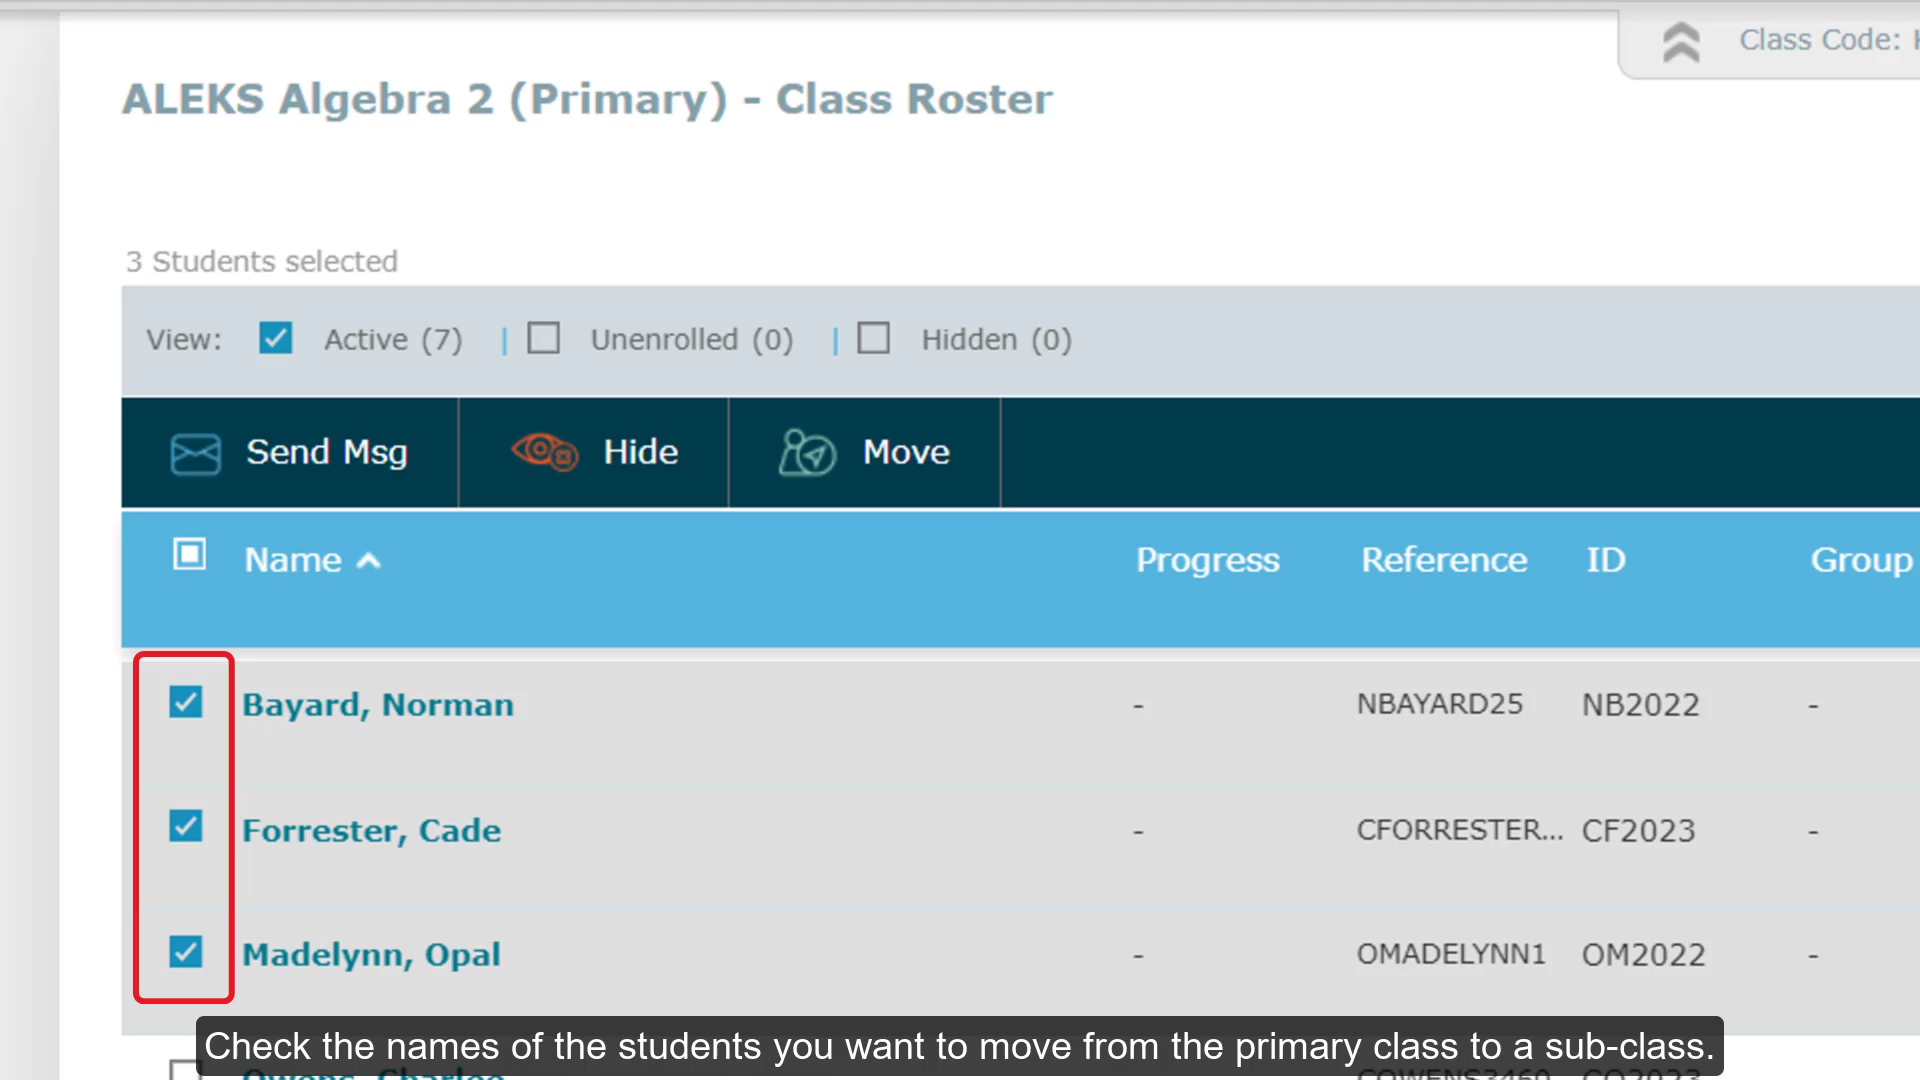 Class Code:
ALEKS Algebra 2 (Primary) - Class Roster
3 Students selected
View: Active (7) | Unenrolled (0) | Hidden (0)
Send Msg Hide Move
Name Progress Reference ID Group
Bayard, Norman - NBAYARD25 NB2022 -
Forrester, Cade - CFORRESTER... CF2023 -
Madelynn, Opal - OMADELYNN1 OM2022 -
Check the names of the students you want to move from the primary class to a sub-class.